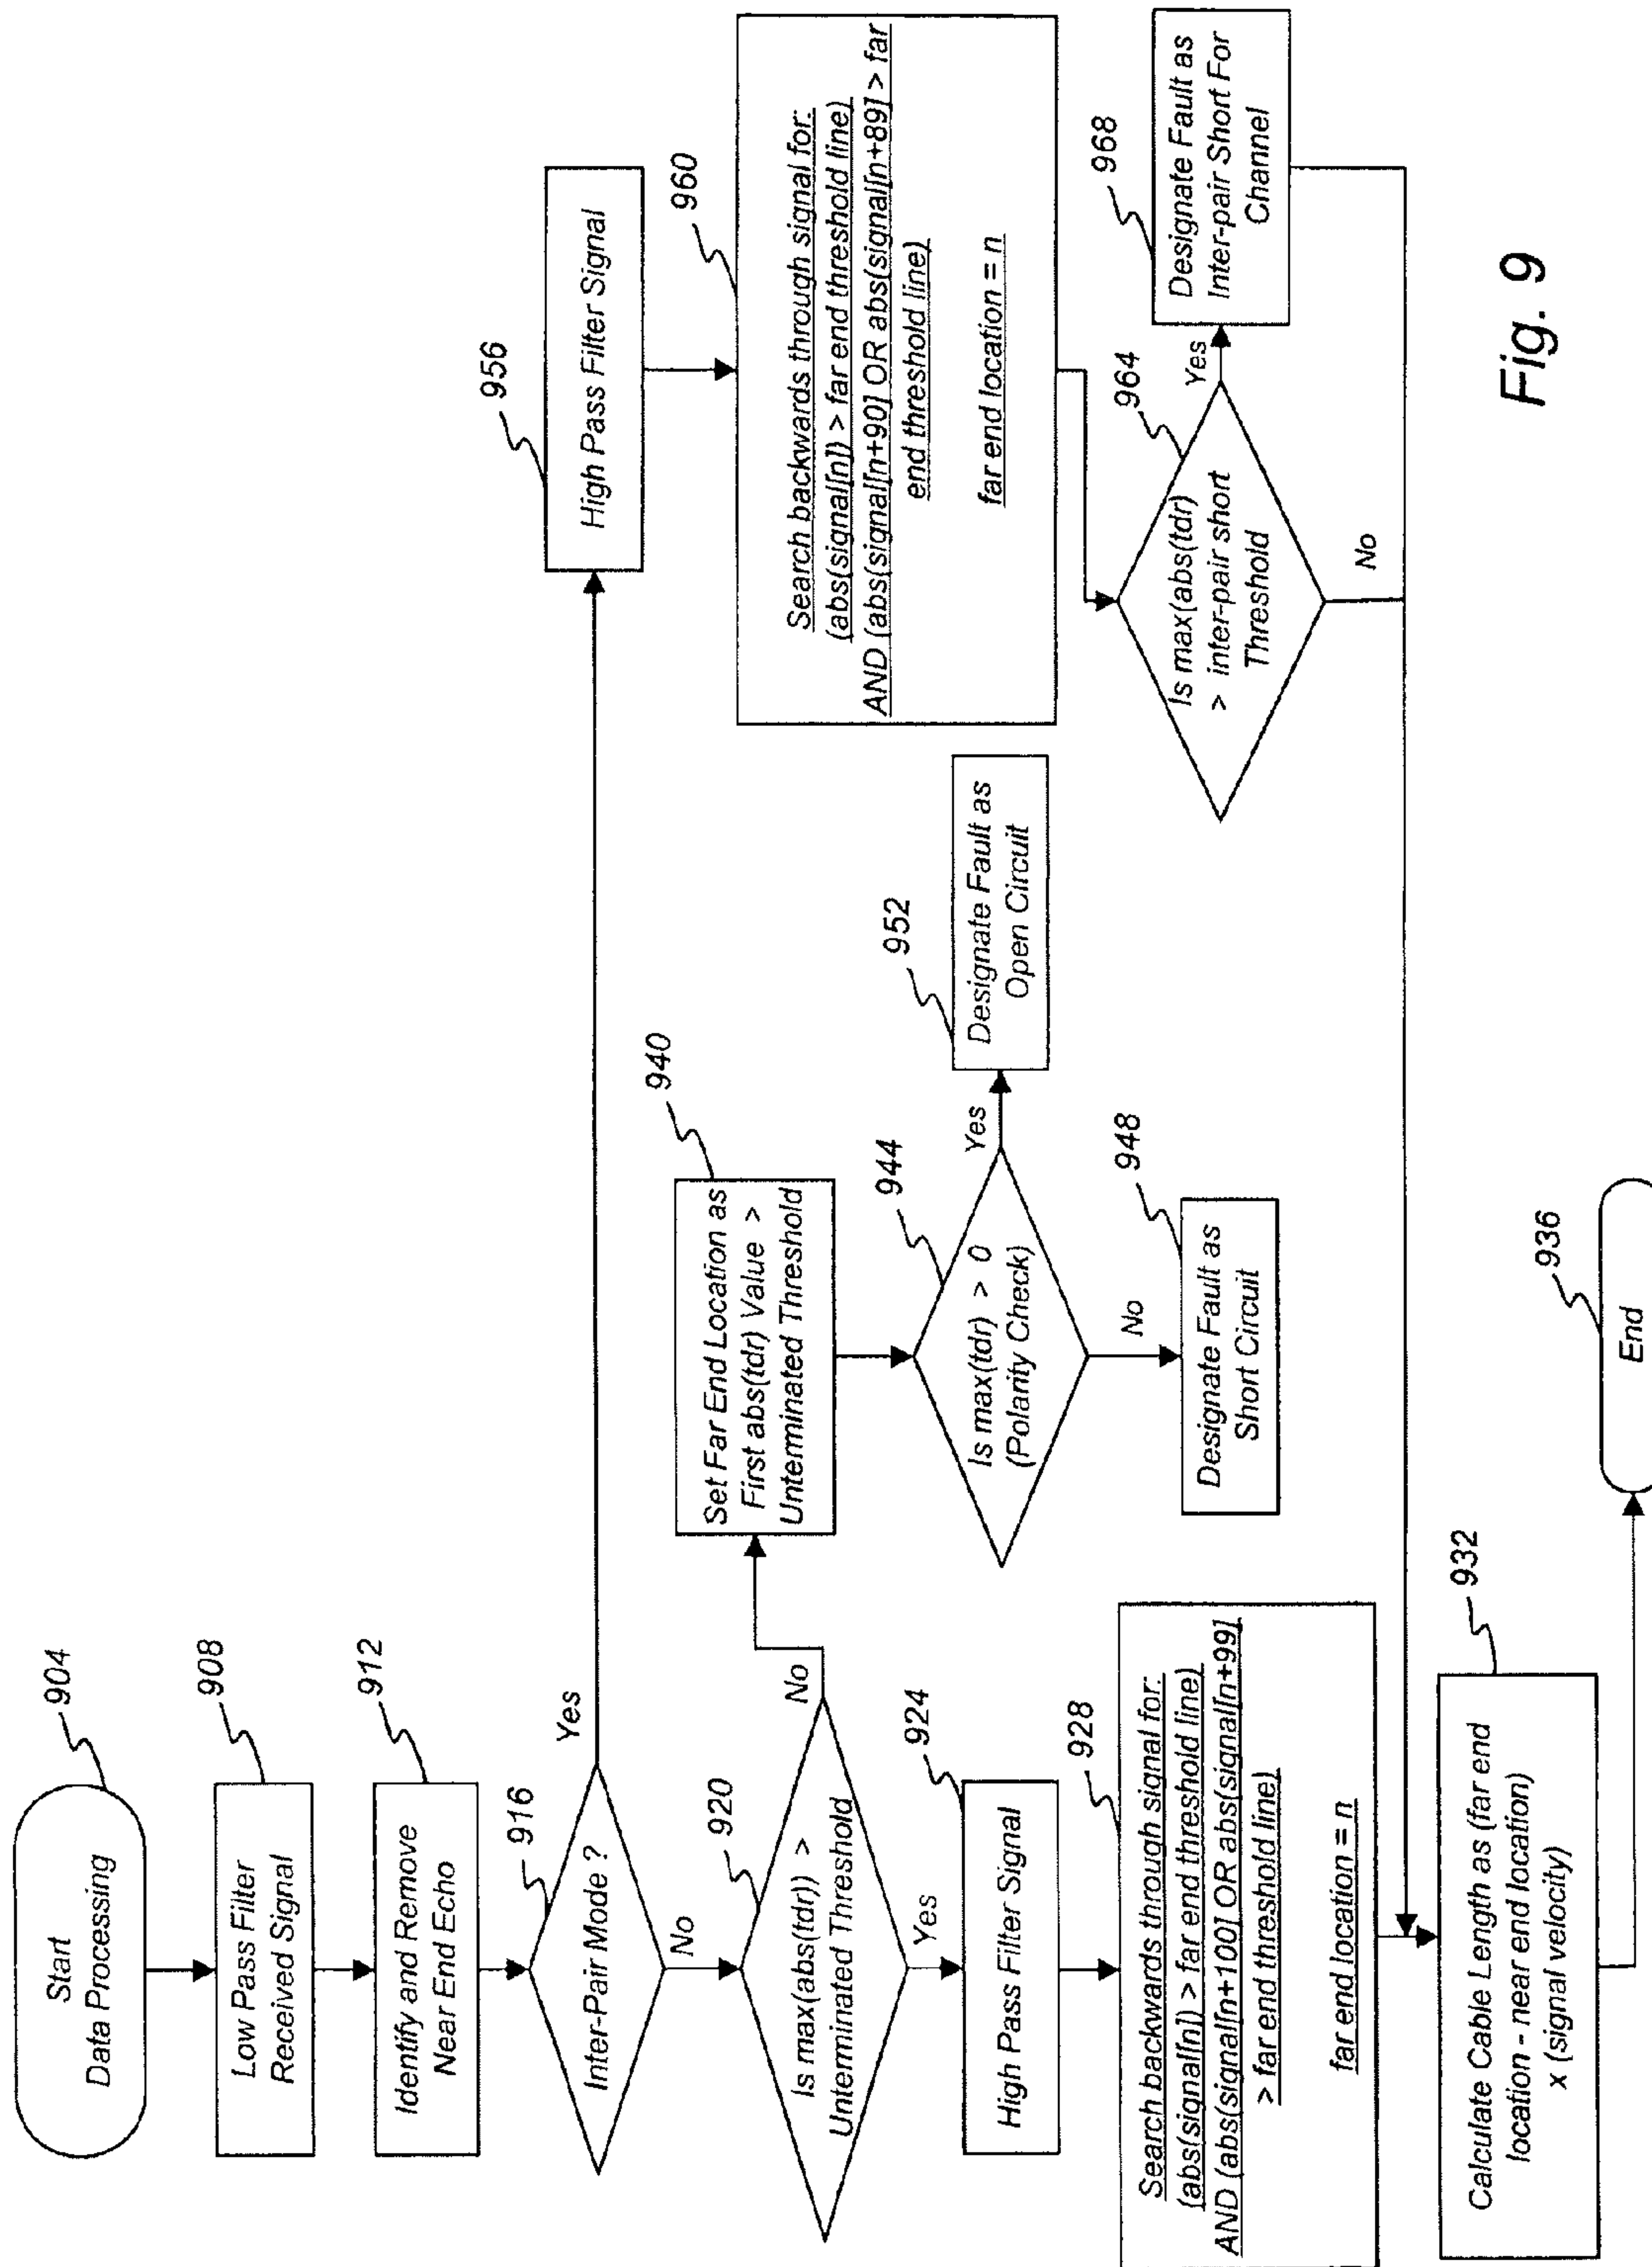 904
Start
Data Processing
908
Low Pass Filter
Received Signal
912
Identify and Remove
Near End Echo
916
Inter-Pair Mode?
Yes
No
920
Is max(abs(tdr)) >
Unterminated Threshold
No
Yes
924
High Pass Filter Signal
928
Search backwards through signal for:
(abs(signal[n]) > far end threshold line)
AND (abs(signal[n+100] OR abs(signal[n+99]
> far end threshold line)
far end location = n
932
Calculate Cable Length as (far end
location - near end location)
x (signal velocity)
936
End
940
Set Far End Location as
First abs(tdr) Value >
Unterminated Threshold
944
Is max(tdr) > 0
(Polarity Check)
Yes
No
948
Designate Fault as
Short Circuit
952
Designate Fault as
Open Circuit
956
High Pass Filter Signal
960
Search backwards through signal for:
(abs(signal[n]) > far end threshold line)
AND (abs(signal[n+90] OR abs(signal[n+89] > far
end threshold line)
far end location = n
964
Is max(abs(tdr)
> inter-pair short
Threshold
Yes
No
968
Designate Fault as
Inter-pair Short For
Channel
Fig. 9